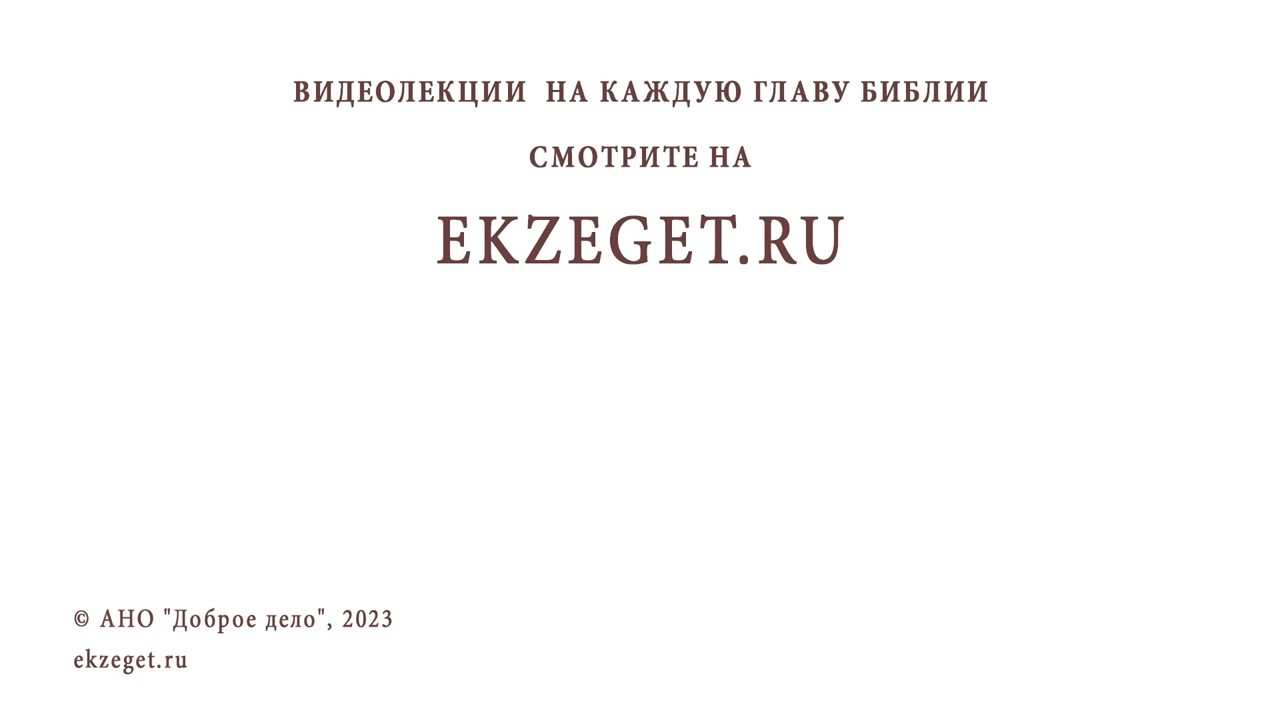 ВИДЕОЛЕКЦИИ НА КАЖДУЮ ГЛАВУ БИБЛИИ
СМОТРИТЕ НА
EKZEGET.RU
© АНО "Доброе дело", 2023
ekzeget.ru